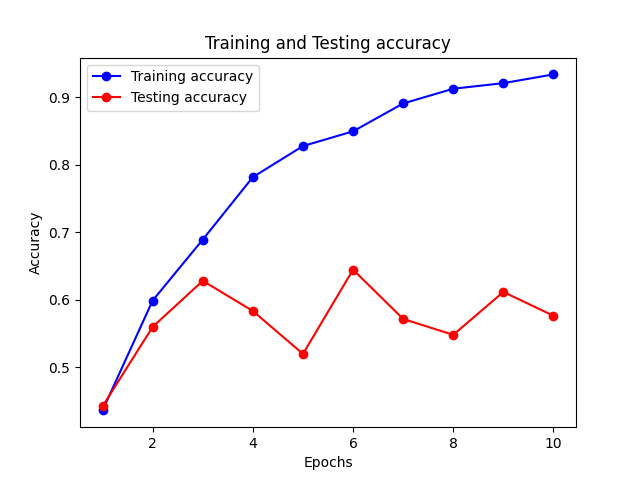 Training and Testing accuracy
Training accuracy
Testing accuracy
0.9
0.8
0.7
0.6
0.5
Accuracy
2 4 6 8 10
Epochs